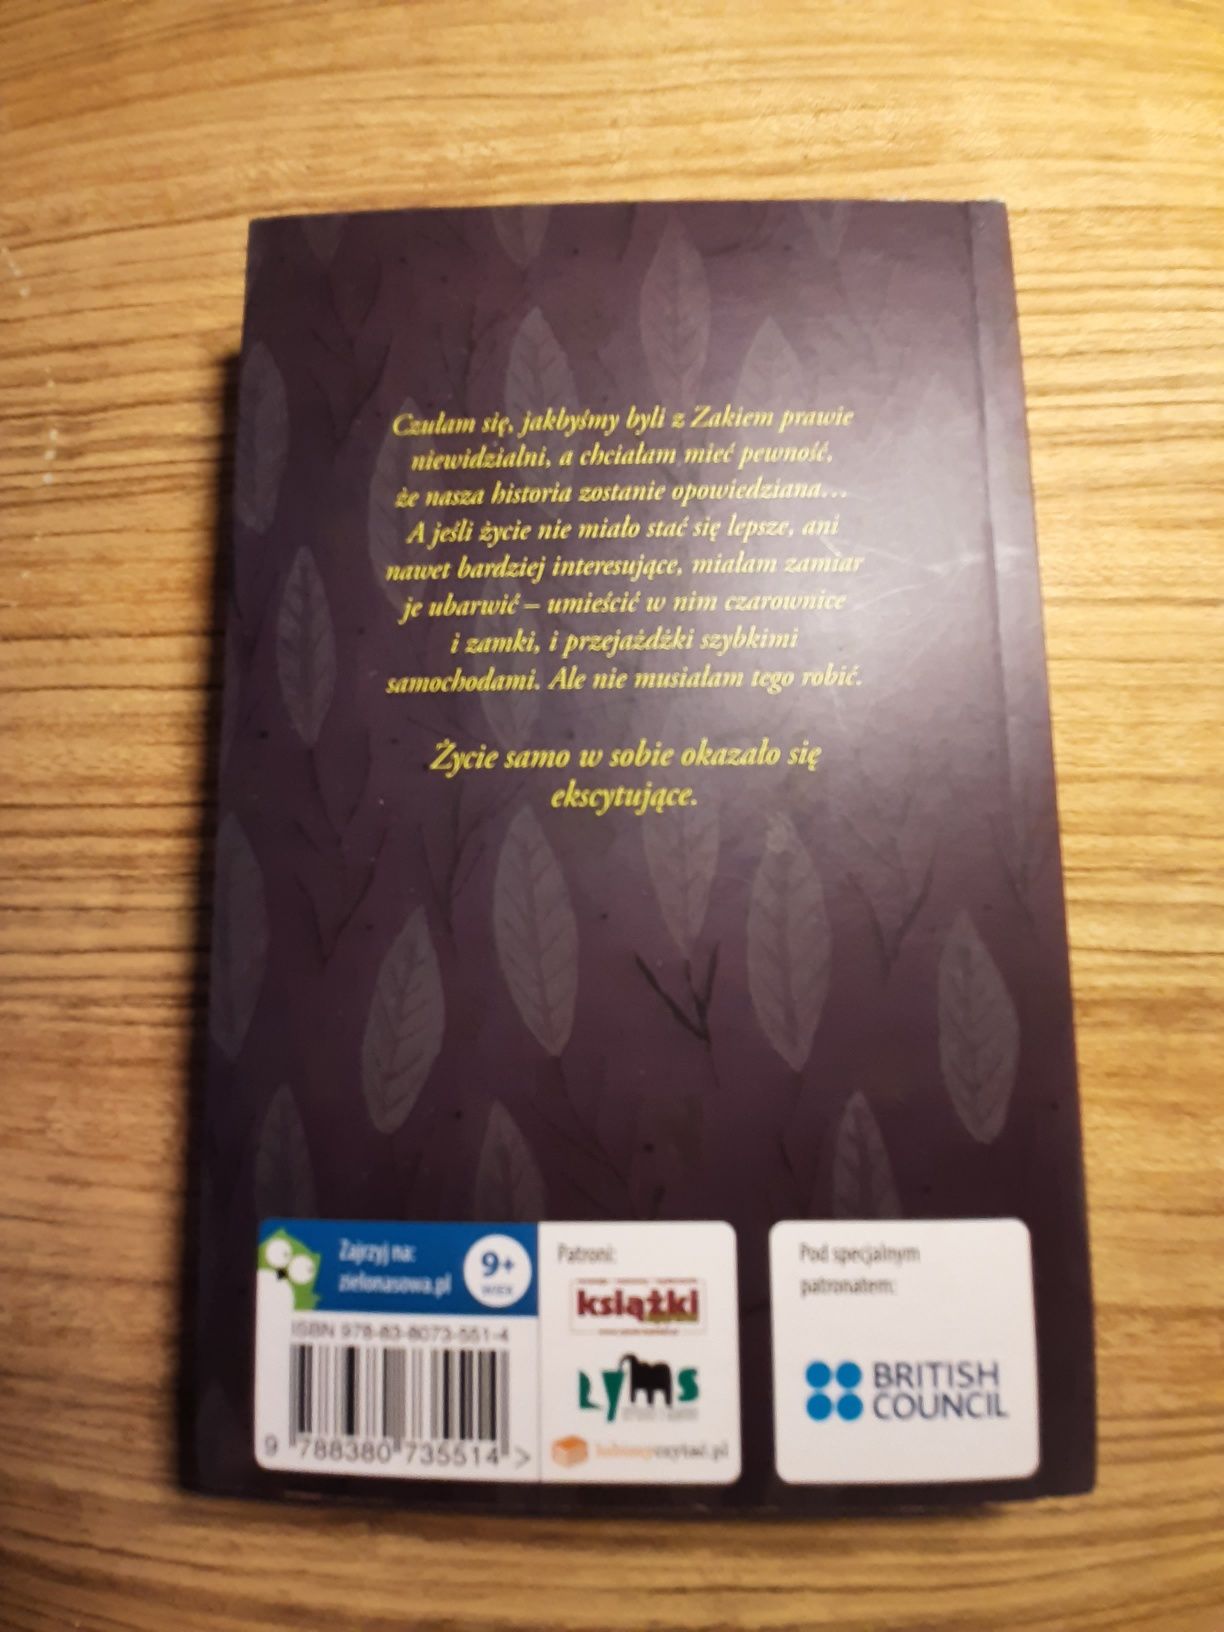 Czułam się, jakbyśmy byli z Zakiem prawie
niewidzialni, a chciałam mieć pewność,
że nasza historia zostanie opowiedziana...
A jeśli życie nie miało stać się lepsze, ani
nawet bardziej interesujące, miałam zamiar
je ubarwić – umieścić w nim czarownice
i zamki, i przejażdżki szybkimi
samochodami. Ale nie musiałam tego robić.
Życie samo w sobie okazało się
ekscytujące.
Zajrzyj na:
zielonasowa.pl
9+
WIEK
ISBN 978-83-8073-551-4
9 788380 735514 >
Patroni:
książki
LYMS
lubimyczytać.pl
Pod specjalnym
patronatem:
BRITISH
COUNCIL